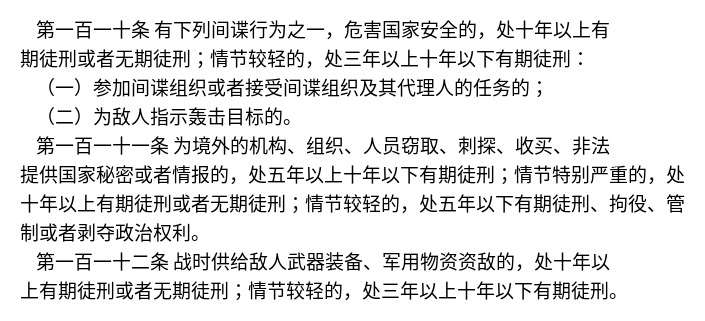 第一百一十条 有下列间谍行为之一，危害国家安全的，处十年以上有
期徒刑或者无期徒刑；情节较轻的，处三年以上十年以下有期徒刑：
（一）参加间谍组织或者接受间谍组织及其代理人的任务的；
（二）为敌人指示轰击目标的。
第一百一十一条 为境外的机构、组织、人员窃取、刺探、收买、非法
提供国家秘密或者情报的，处五年以上十年以下有期徒刑；情节特别严重的，处
十年以上有期徒刑或者无期徒刑；情节较轻的，处五年以下有期徒刑、拘役、管
制或者剥夺政治权利。
第一百一十二条 战时供给敌人武器装备、军用物资资敌的，处十年以
上有期徒刑或者无期徒刑；情节较轻的，处三年以上十年以下有期徒刑。